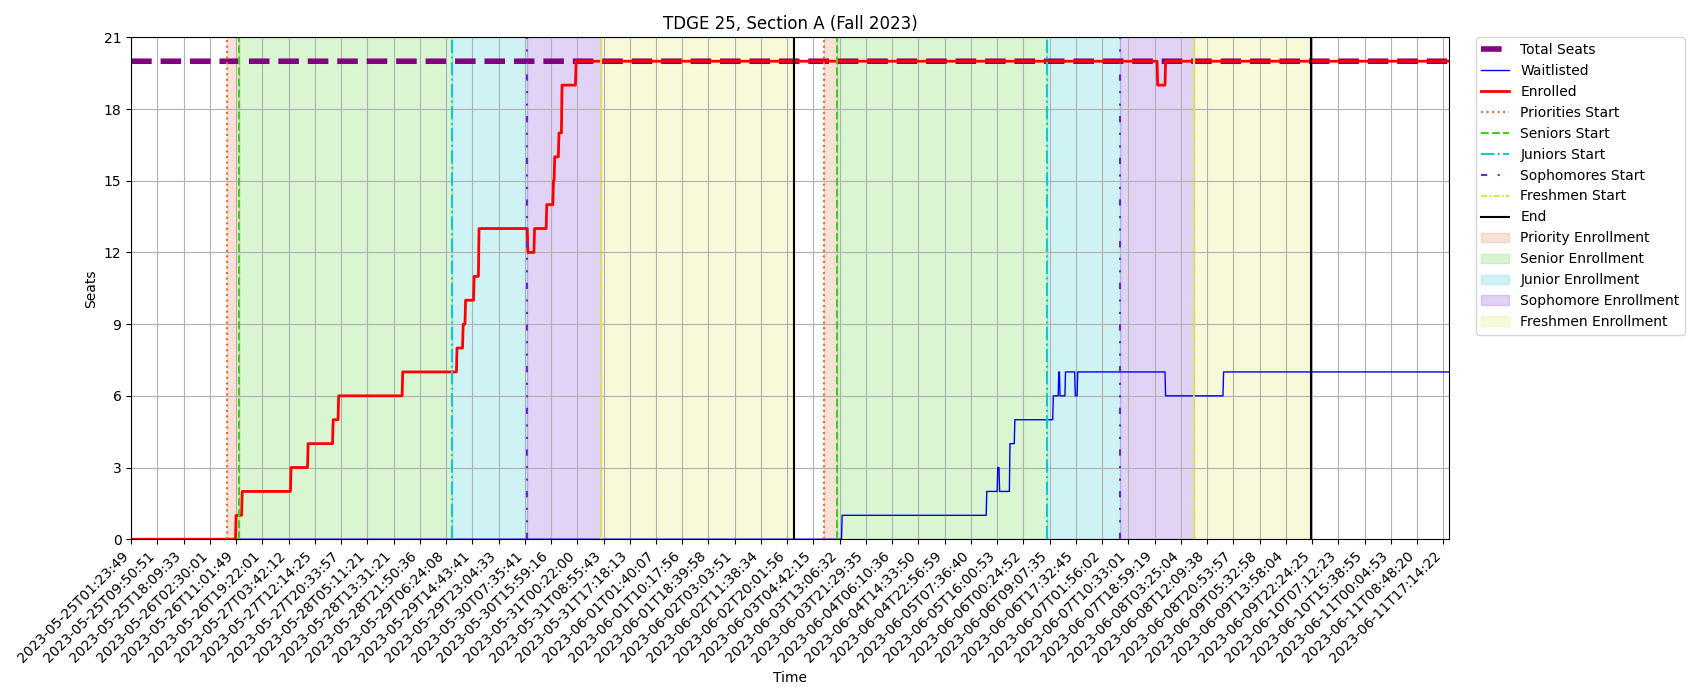 TDGE 25, Section A (Fall 2023)
21
18
15
12
9
6
3
0
Seats
2023-05-25T01:23:49
2023-05-25T09:50:51
2023-05-25T18:09:33
2023-05-26T02:30:01
2023-05-26T11:01:49
2023-05-26T19:22:01
2023-05-27T03:42:12
2023-05-27T12:14:25
2023-05-27T20:33:57
2023-05-28T05:11:21
2023-05-28T13:31:21
2023-05-28T21:50:36
2023-05-29T06:24:08
2023-05-29T14:43:41
2023-05-29T23:04:33
2023-05-30T07:35:41
2023-05-30T15:59:16
2023-05-31T00:22:00
2023-05-31T08:55:43
2023-05-31T17:18:13
2023-06-01T01:40:07
2023-06-01T10:17:56
2023-06-01T18:39:58
2023-06-02T03:03:51
2023-06-02T11:38:34
2023-06-02T20:01:56
2023-06-03T04:42:15
2023-06-03T13:06:32
2023-06-03T21:29:35
2023-06-04T06:10:36
2023-06-04T14:33:50
2023-06-04T22:56:59
2023-06-05T07:36:40
2023-06-05T16:00:53
2023-06-06T00:24:52
2023-06-06T09:07:35
2023-06-06T17:32:45
2023-06-07T01:56:02
2023-06-07T10:33:01
2023-06-07T18:59:19
2023-06-08T03:25:04
2023-06-08T12:09:38
2023-06-08T20:53:57
2023-06-09T05:32:58
2023-06-09T13:58:04
2023-06-09T22:24:25
2023-06-10T07:12:23
2023-06-10T15:38:55
2023-06-11T00:04:53
2023-06-11T08:48:20
2023-06-11T17:14:22
Time
Total Seats
Waitlisted
Enrolled
Priorities Start
Seniors Start
Juniors Start
Sophomores Start
Freshmen Start
End
Priority Enrollment
Senior Enrollment
Junior Enrollment
Sophomore Enrollment
Freshmen Enrollment